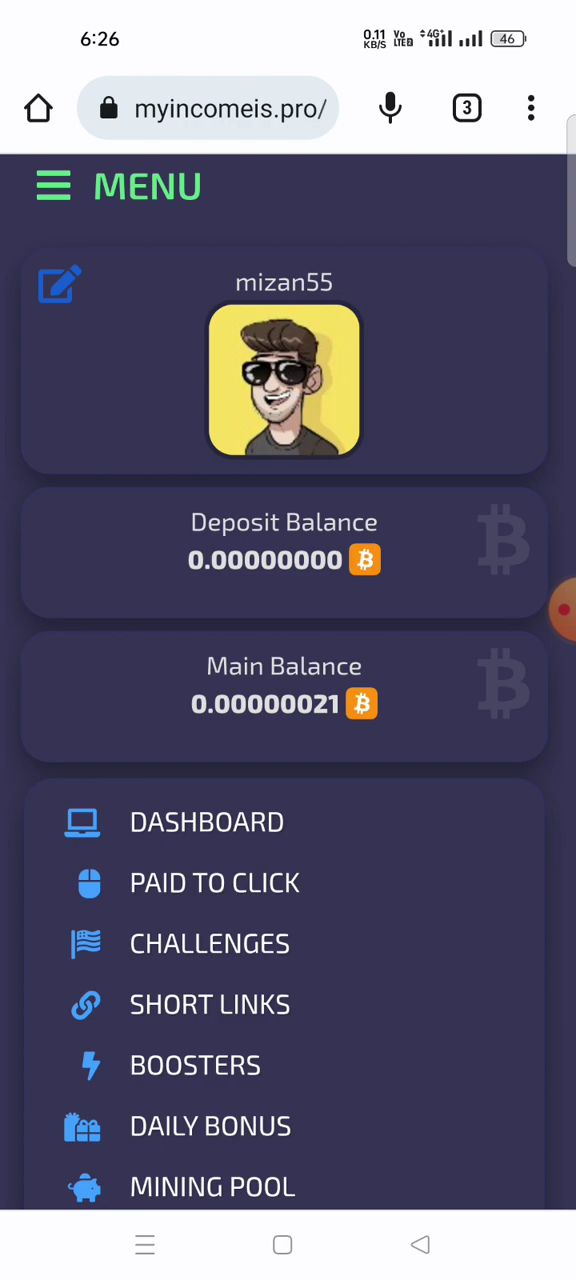 6:26
0.11 KB/S Vo LTE 2 4G 46
myincomeis.pro/
3
MENU
mizan55
Deposit Balance
0.00000000
Main Balance
0.00000021
DASHBOARD
PAID TO CLICK
CHALLENGES
SHORT LINKS
BOOSTERS
DAILY BONUS
MINING POOL